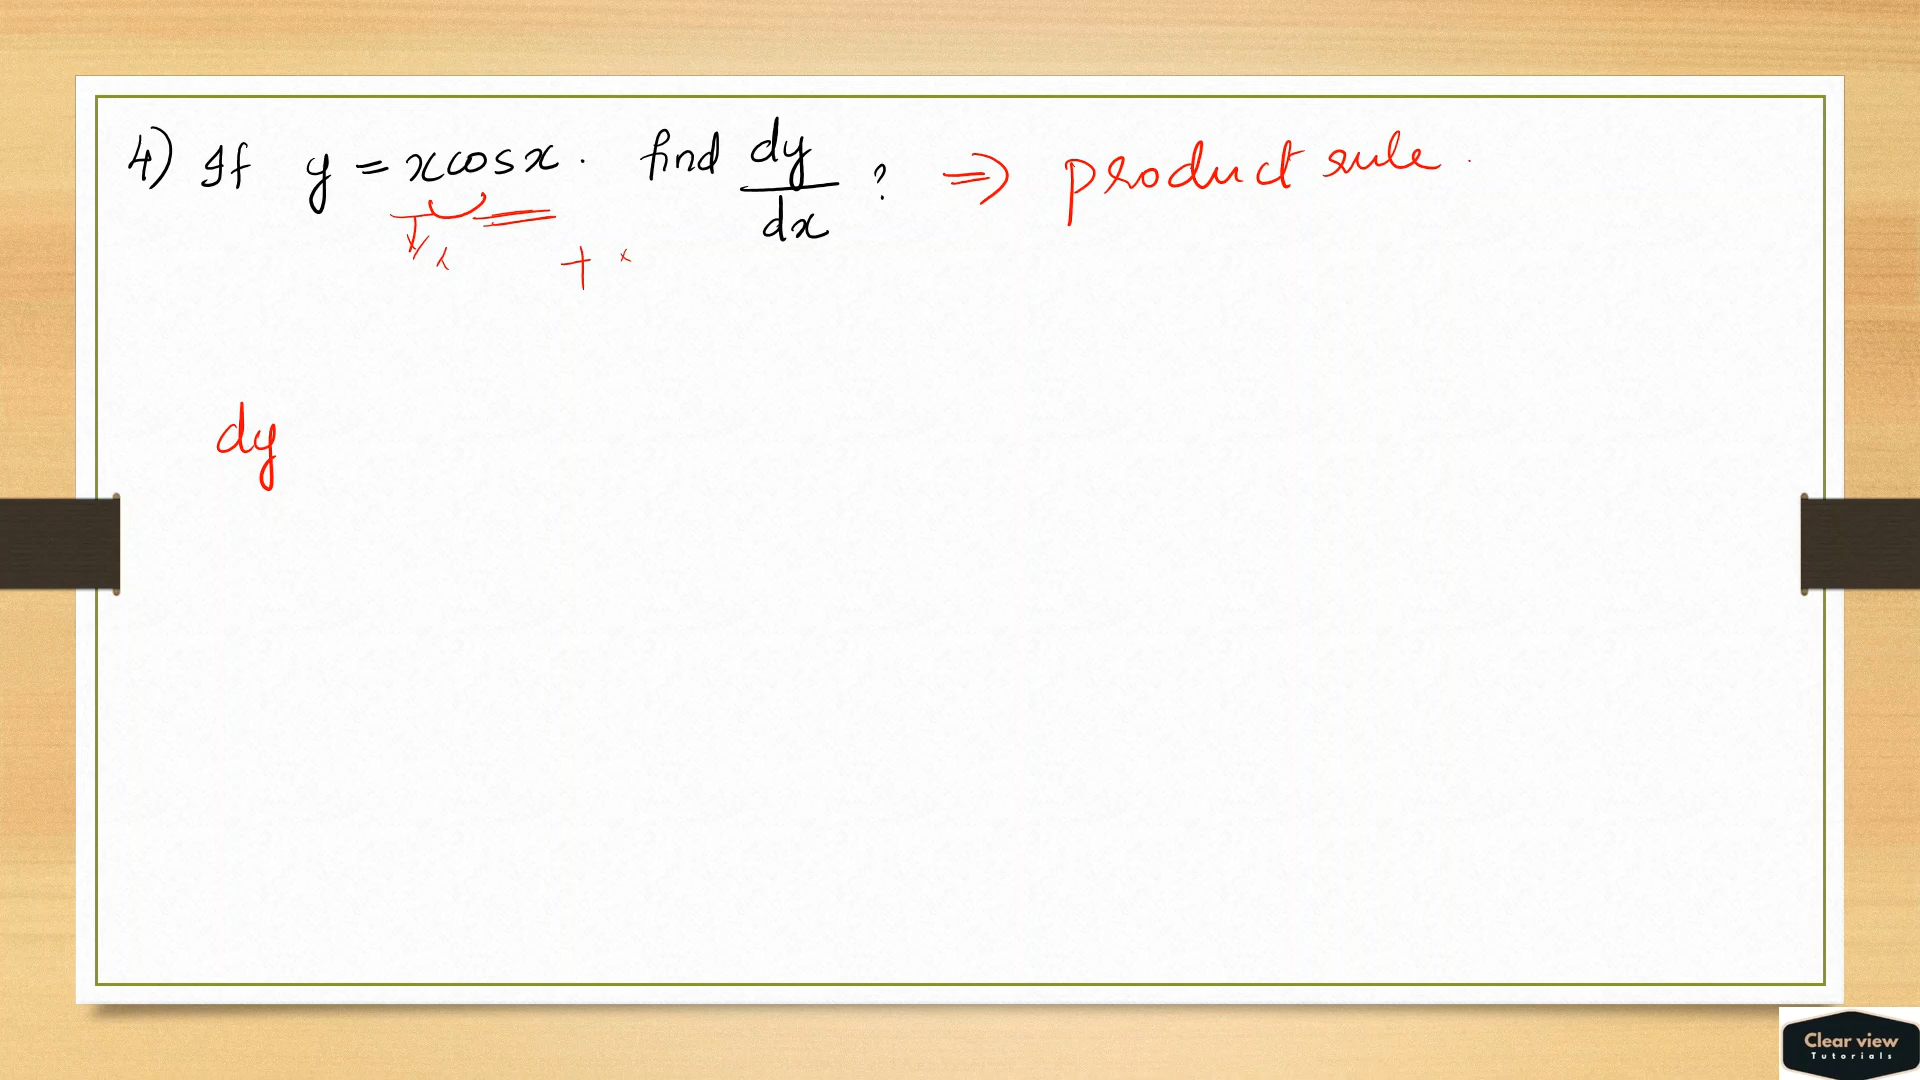 4) If y = x cos x . find dy/dx ? ⇒ product rule .
+ x
dy
Clear view
Tutorials